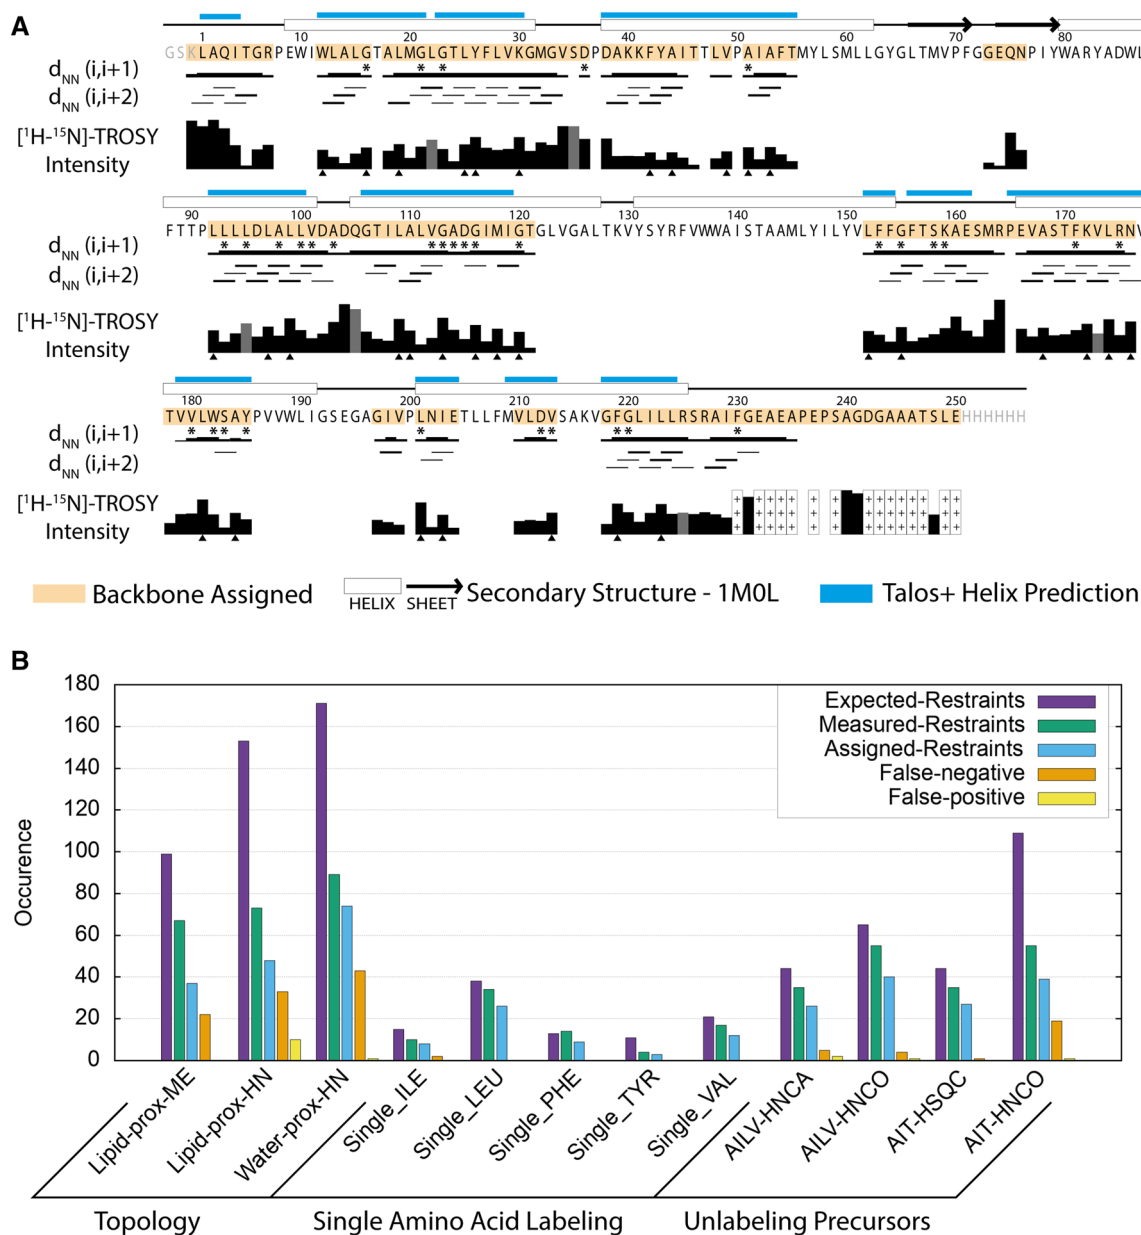 A
1 10 20 30 40 50 60 70 80
GSKLAQITGRPEWIWLALGTALMGLGTLYFLVKGMGVSDPDAKKFYAITTLVPAIAFTMYLSMLLGYGLTMVPFGGEQNPIYWARYADWL
dNN (i,i+1) * * * * *
dNN (i,i+2)
[1H-15N]-TROSY
Intensity
90 100 110 120 130 140 150 160 170
FTTPLLLLDLALLVDADQGTILALVGADGIMIGTGLVGALTKVYSYRFVWWAISTAAMLYILYVLFFGFTSKAESMRPEVASTFKVLRNV
dNN (i,i+1) * * * * * * * * * * * * * * * * * *
dNN (i,i+2)
[1H-15N]-TROSY
Intensity
180 190 200 210 220 230 240 250
TVVLWSAYPVVWLIGSEGAGIVPLNIETLLFMVLDVSAKVGFGLILLRSRAIFGEAEAPEPSAGDGAAATSLEHHHHHH
dNN (i,i+1) * * * * * * * * * *
dNN (i,i+2)
[1H-15N]-TROSY
Intensity
Backbone Assigned
HELIX SHEET
Secondary Structure - 1M0L
Talos+ Helix Prediction
B
180
160
140
120
100
80
60
40
20
0
Occurence
Expected-Restraints
Measured-Restraints
Assigned-Restraints
False-negative
False-positive
Lipid-prox-ME
Lipid-prox-HN
Water-prox-HN
Single_ILE
Single_LEU
Single_PHE
Single_TYR
Single_VAL
AILV-HNCA
AILV-HNCO
AIT-HSQC
AIT-HNCO
Topology
Single Amino Acid Labeling
Unlabeling Precursors